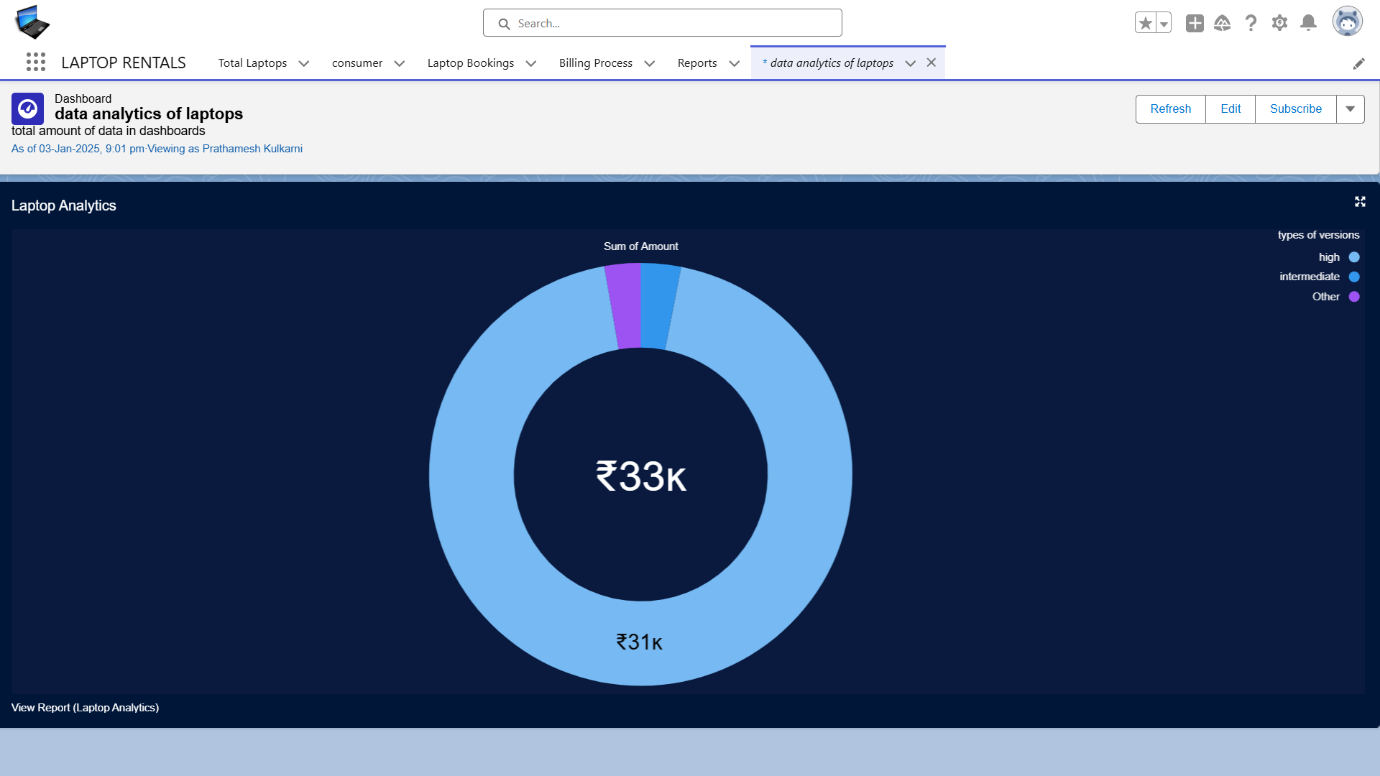 Search...
LAPTOP RENTALS
Total Laptops
consumer
Laptop Bookings
Billing Process
Reports
* data analytics of laptops
Dashboard
data analytics of laptops
total amount of data in dashboards
As of 03-Jan-2025, 9:01 pm·Viewing as Prathamesh Kulkarni
Refresh
Edit
Subscribe
Laptop Analytics
Sum of Amount
types of versions
high
intermediate
Other
₹33K
₹31K
View Report (Laptop Analytics)